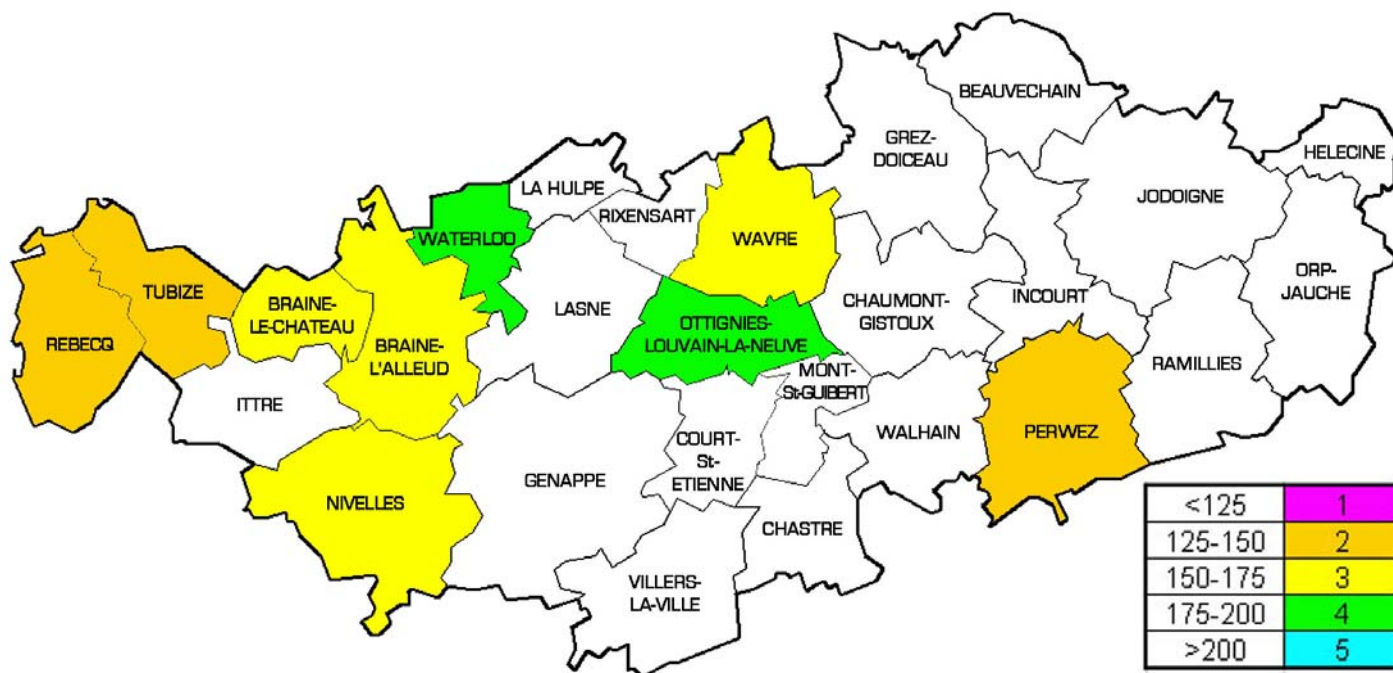 BEAUVECHAIN
GREZ-
DOICEAU
HELECINE
LA HULPE
JODOIGNE
RIXENSART
WATERLOO
WAVRE
ORP-
JAUCHE
TUBIZE
BRAINE-
LE-CHATEAU
LASNE
CHAUMONT-
GISTOUX
INCOURT
REBECQ
BRAINE-
L'ALLEUD
OTTIGNIES-
LOUVAIN-LA-NEUVE
RAMILLIES
MONT-
St-GUIBERT
ITTRE
COURT-
St-
ETIENNE
WALHAIN
PERWEZ
GENAPPE
NIVELLES
CHASTRE
VILLERS-
LA-VILLE
<125 1
125-150 2
150-175 3
175-200 4
>200 5